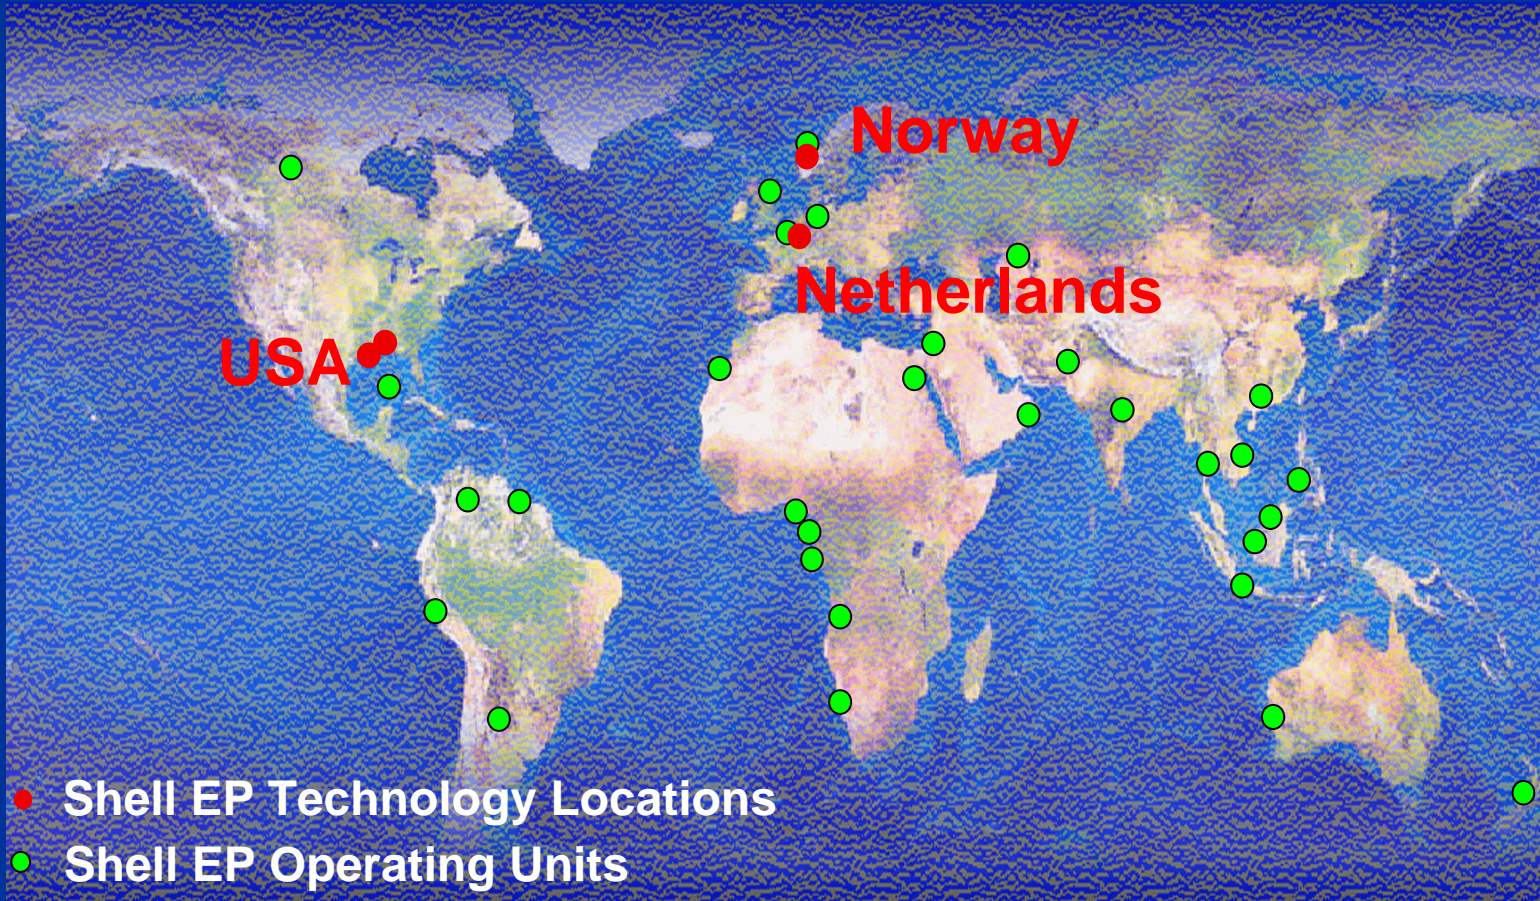 Norway
Netherlands
USA
Shell EP Technology Locations
Shell EP Operating Units